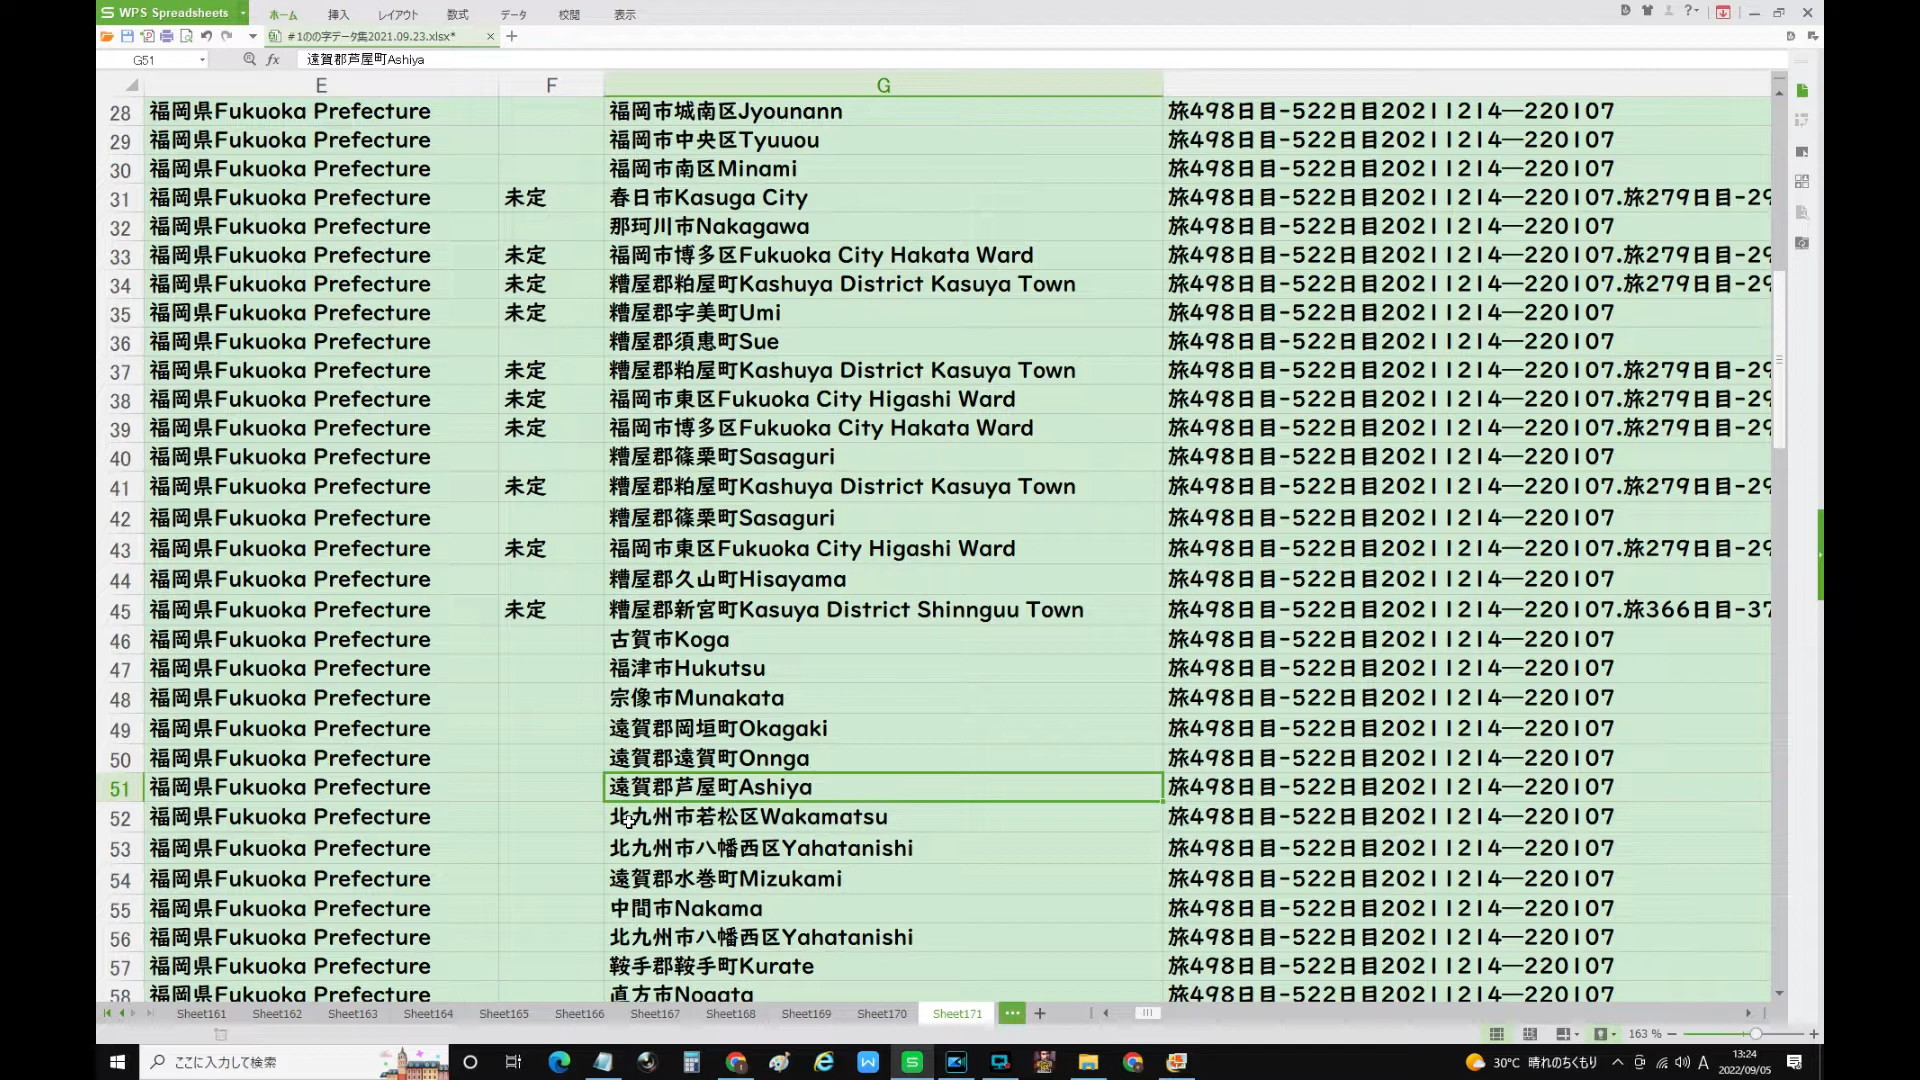 WPS Spreadsheets ホーム 挿入 レイアウト 数式 データ 校閲 表示
#1のの字データ集2021.09.23.xlsx*
G51 fx 遠賀郡芦屋町Ashiya
E F G
28 福岡県Fukuoka Prefecture 福岡市城南区Jyounann 旅498日目-522日目20211214—220107
29 福岡県Fukuoka Prefecture 福岡市中央区Tyuuou 旅498日目-522日目20211214—220107
30 福岡県Fukuoka Prefecture 福岡市南区Minami 旅498日目-522日目20211214—220107
31 福岡県Fukuoka Prefecture 未定 春日市Kasuga City 旅498日目-522日目20211214—220107.旅279日目-29
32 福岡県Fukuoka Prefecture 那珂川市Nakagawa 旅498日目-522日目20211214—220107
33 福岡県Fukuoka Prefecture 未定 福岡市博多区Fukuoka City Hakata Ward 旅498日目-522日目20211214—220107.旅279日目-29
34 福岡県Fukuoka Prefecture 未定 糟屋郡粕屋町Kashuya District Kasuya Town 旅498日目-522日目20211214—220107.旅279日目-29
35 福岡県Fukuoka Prefecture 未定 糟屋郡宇美町Umi 旅498日目-522日目20211214—220107
36 福岡県Fukuoka Prefecture 糟屋郡須恵町Sue 旅498日目-522日目20211214—220107
37 福岡県Fukuoka Prefecture 未定 糟屋郡粕屋町Kashuya District Kasuya Town 旅498日目-522日目20211214—220107.旅279日目-29
38 福岡県Fukuoka Prefecture 未定 福岡市東区Fukuoka City Higashi Ward 旅498日目-522日目20211214—220107.旅279日目-29
39 福岡県Fukuoka Prefecture 未定 福岡市博多区Fukuoka City Hakata Ward 旅498日目-522日目20211214—220107.旅279日目-29
40 福岡県Fukuoka Prefecture 糟屋郡篠栗町Sasaguri 旅498日目-522日目20211214—220107
41 福岡県Fukuoka Prefecture 未定 糟屋郡粕屋町Kashuya District Kasuya Town 旅498日目-522日目20211214—220107.旅279日目-29
42 福岡県Fukuoka Prefecture 糟屋郡篠栗町Sasaguri 旅498日目-522日目20211214—220107
43 福岡県Fukuoka Prefecture 未定 福岡市東区Fukuoka City Higashi Ward 旅498日目-522日目20211214—220107.旅279日目-29
44 福岡県Fukuoka Prefecture 糟屋郡久山町Hisayama 旅498日目-522日目20211214—220107
45 福岡県Fukuoka Prefecture 未定 糟屋郡新宮町Kasuya District Shinnguu Town 旅498日目-522日目20211214—220107.旅366日目-37
46 福岡県Fukuoka Prefecture 古賀市Koga 旅498日目-522日目20211214—220107
47 福岡県Fukuoka Prefecture 福津市Hukutsu 旅498日目-522日目20211214—220107
48 福岡県Fukuoka Prefecture 宗像市Munakata 旅498日目-522日目20211214—220107
49 福岡県Fukuoka Prefecture 遠賀郡岡垣町Okagaki 旅498日目-522日目20211214—220107
50 福岡県Fukuoka Prefecture 遠賀郡遠賀町Onnga 旅498日目-522日目20211214—220107
51 福岡県Fukuoka Prefecture 遠賀郡芦屋町Ashiya 旅498日目-522日目20211214—220107
52 福岡県Fukuoka Prefecture 北九州市若松区Wakamatsu 旅498日目-522日目20211214—220107
53 福岡県Fukuoka Prefecture 北九州市八幡西区Yahatanishi 旅498日目-522日目20211214—220107
54 福岡県Fukuoka Prefecture 遠賀郡水巻町Mizukami 旅498日目-522日目20211214—220107
55 福岡県Fukuoka Prefecture 中間市Nakama 旅498日目-522日目20211214—220107
56 福岡県Fukuoka Prefecture 北九州市八幡西区Yahatanishi 旅498日目-522日目20211214—220107
57 福岡県Fukuoka Prefecture 鞍手郡鞍手町Kurate 旅498日目-522日目20211214—220107
58 福岡県Fukuoka Prefecture 直方市Nogata 旅498日目-522日目20211214—220107
Sheet161 Sheet162 Sheet163 Sheet164 Sheet165 Sheet166 Sheet167 Sheet168 Sheet169 Sheet170 Sheet171
163 %
ここに入力して検索 30°C 晴れのちくもり A 13:24
2022/09/05